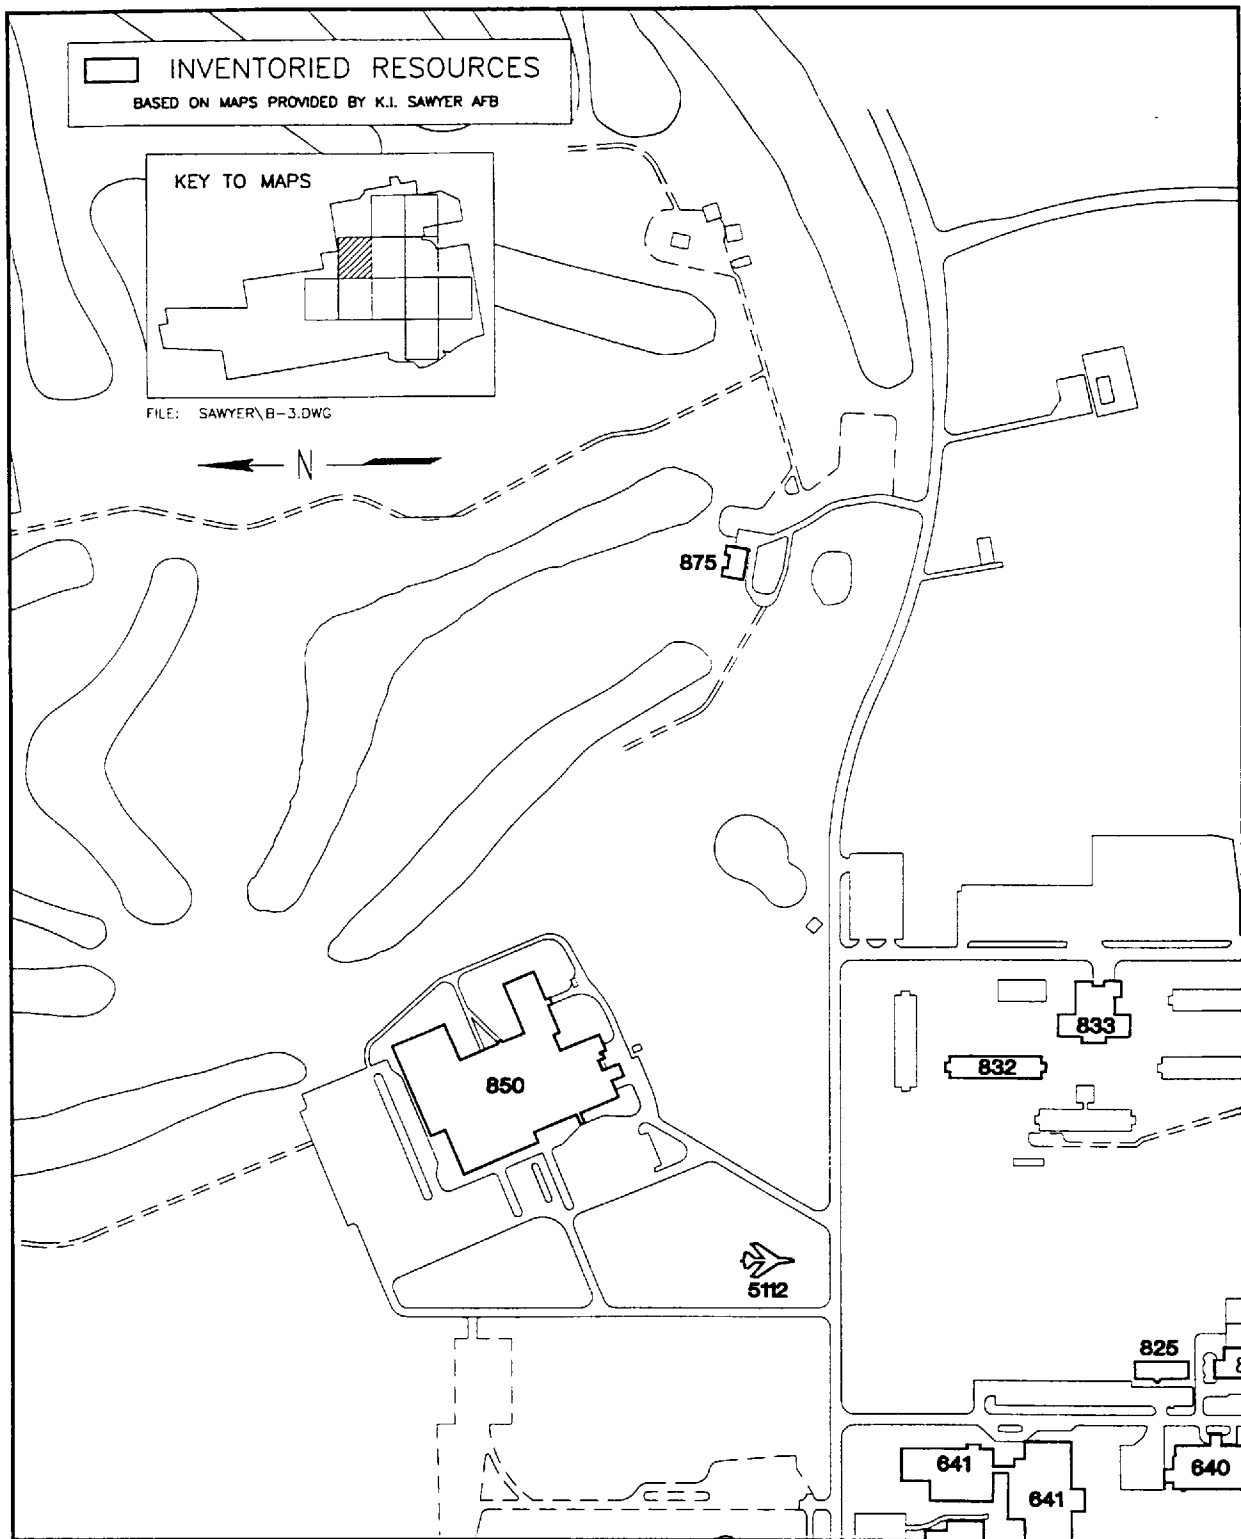 INVENTORIED RESOURCES
BASED ON MAPS PROVIDED BY K.I. SAWYER AFB
KEY TO MAPS
FILE: SAWYER\B-3.DWG
N
875
833
832
850
5112
825
8
641
640
641